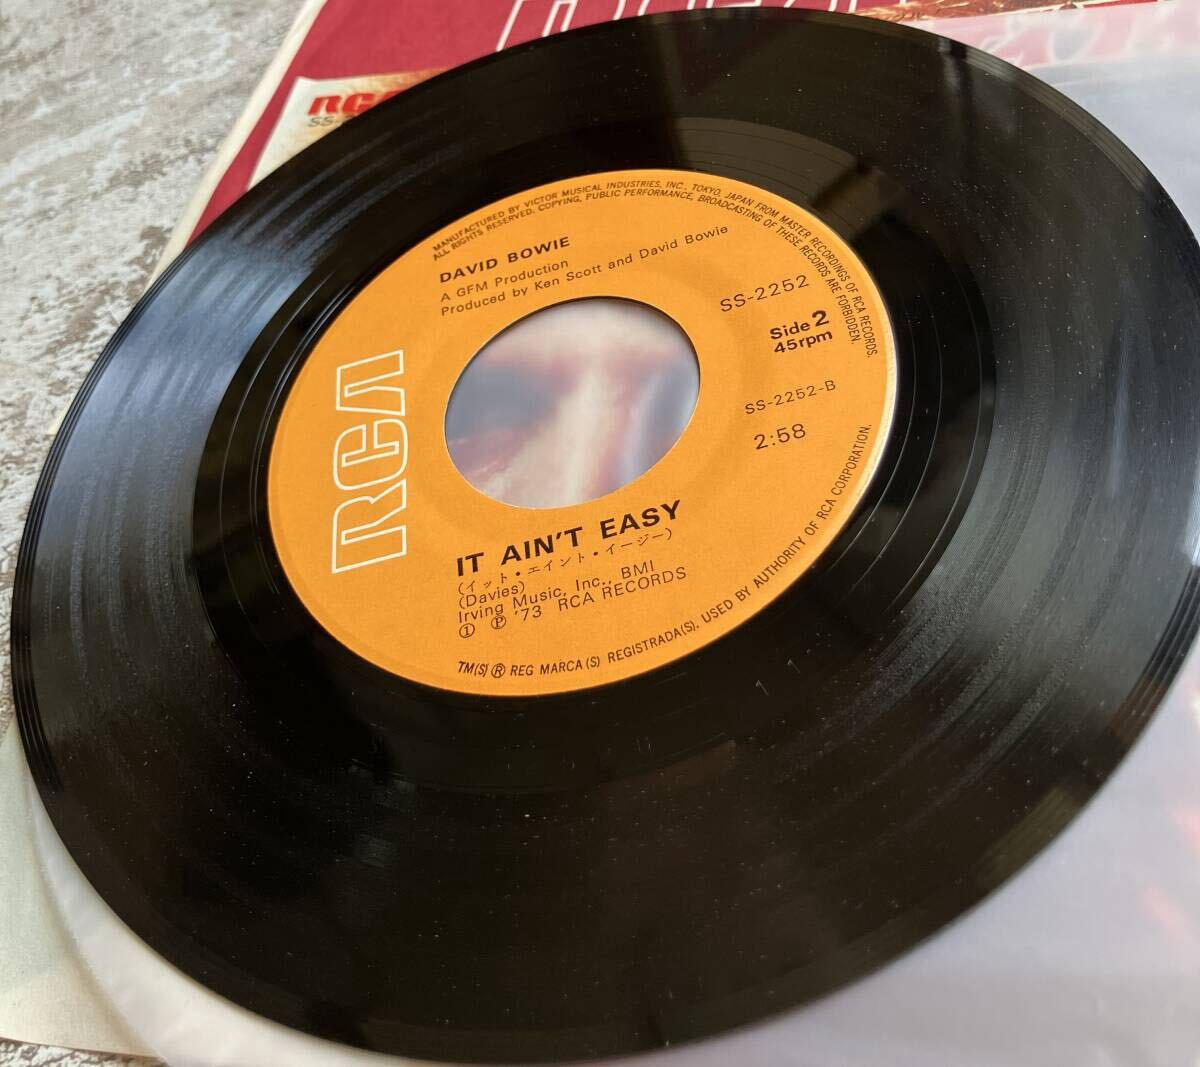 RCA
SS-
MANUFACTURED BY VICTOR MUSICAL INDUSTRIES, INC., TOKYO, JAPAN FROM MASTER RECORDINGS OF RCA RECORDS.
ALL RIGHTS RESERVED. COPYING, PUBLIC PERFORMANCE, BROADCASTING OF THESE RECORDS ARE FORBIDDEN.
DAVID BOWIE
A GFM Production
Produced by Ken Scott and David Bowie
SS-2252
Side 2
45rpm
SS-2252-B
2:58
RCA
IT AIN'T EASY
(イット・エイント・イージー)
(Davies)
Irving Music, Inc., BMI
① Ⓟ '73 RCA RECORDS
TM(S) ® REG MARCA(S) REGISTRADA(S). USED BY AUTHORITY OF RCA CORPORATION.